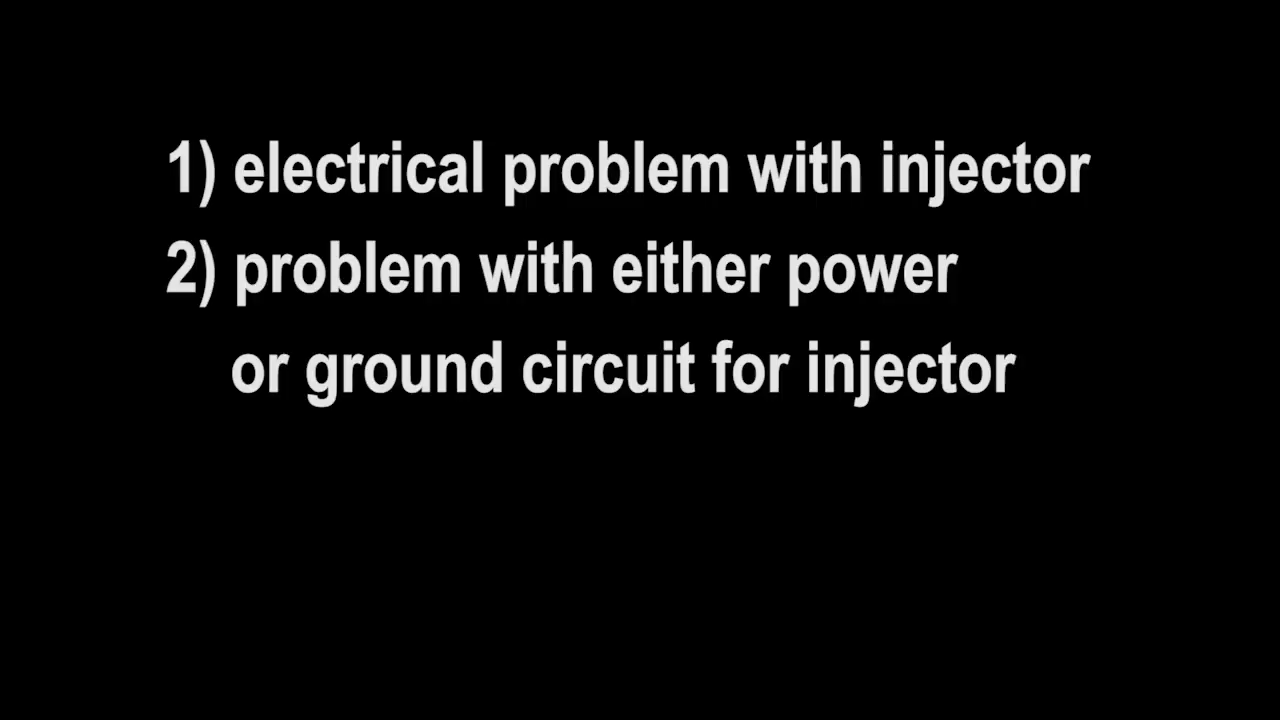 1) electrical problem with injector
2) problem with either power
or ground circuit for injector